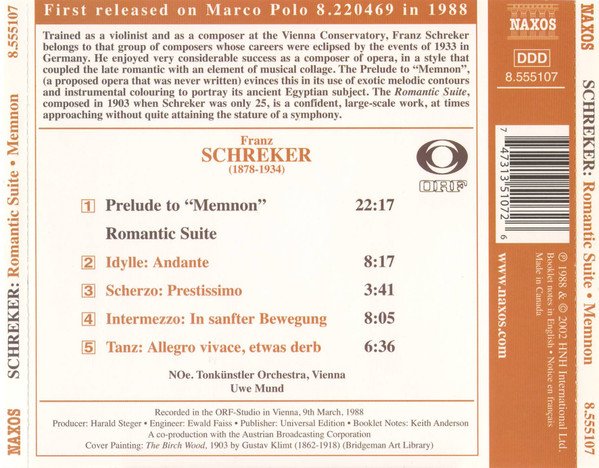 First released on Marco Polo 8.220469 in 1988
Trained as a violinist and as a composer at the Vienna Conservatory, Franz Schreker
belongs to that group of composers whose careers were eclipsed by the events of 1933 in
Germany. He enjoyed very considerable success as a composer of opera, in a style that
coupled the late romantic with an element of musical collage. The Prelude to “Memnon”,
(a proposed opera that was never written) evinces this in its use of exotic melodic contours
and instrumental colouring to portray its ancient Egyptian subject. The Romantic Suite,
composed in 1903 when Schreker was only 25, is a confident, large-scale work, at times
approaching without quite attaining the stature of a symphony.
Franz
SCHREKER
(1878-1934)
ORF
1 Prelude to “Memnon” 22:17
Romantic Suite
2 Idylle: Andante 8:17
3 Scherzo: Prestissimo 3:41
4 Intermezzo: In sanfter Bewegung 8:05
5 Tanz: Allegro vivace, etwas derb 6:36
NOe. Tonkünstler Orchestra, Vienna
Uwe Mund
Recorded in the ORF-Studio in Vienna, 9th March, 1988
Producer: Harald Steger • Engineer: Ewald Faiss • Publisher: Universal Edition • Booklet Notes: Keith Anderson
A co-production with the Austrian Broadcasting Corporation
Cover Painting: The Birch Wood, 1903 by Gustav Klimt (1862-1918) (Bridgeman Art Library)
NAXOS
DDD
8.555107
7 47313 51072 6
www.naxos.com
℗ 1988 & © 2002 HNH International Ltd.
Booklet notes in English • Notice en français
Made in Canada
NAXOS SCHREKER: Romantic Suite • Memnon 8.555107
NAXOS SCHREKER: Romantic Suite • Memnon 8.555107